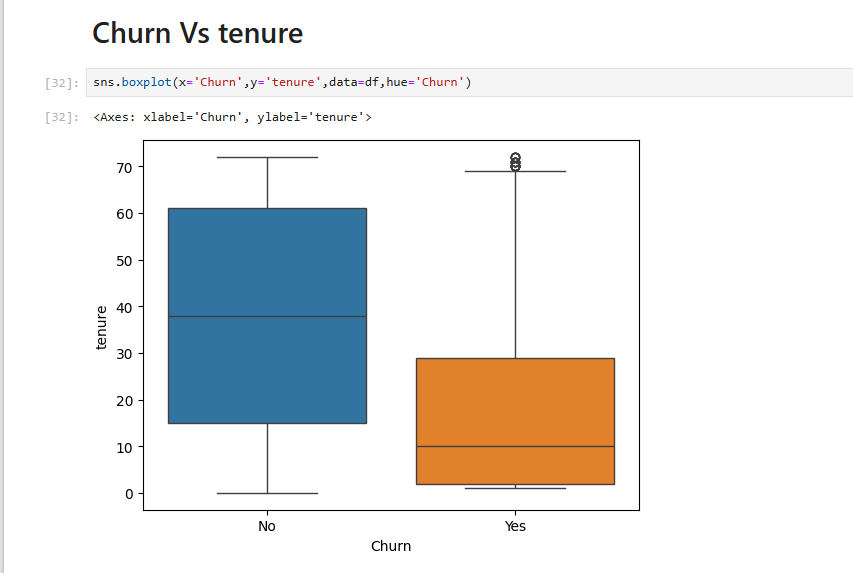 Churn Vs tenure
[32]: sns.boxplot(x='Churn',y='tenure',data=df,hue='Churn')
[32]: <Axes: xlabel='Churn', ylabel='tenure'>
70
60
50
40
30
20
10
0
tenure
No Yes
Churn